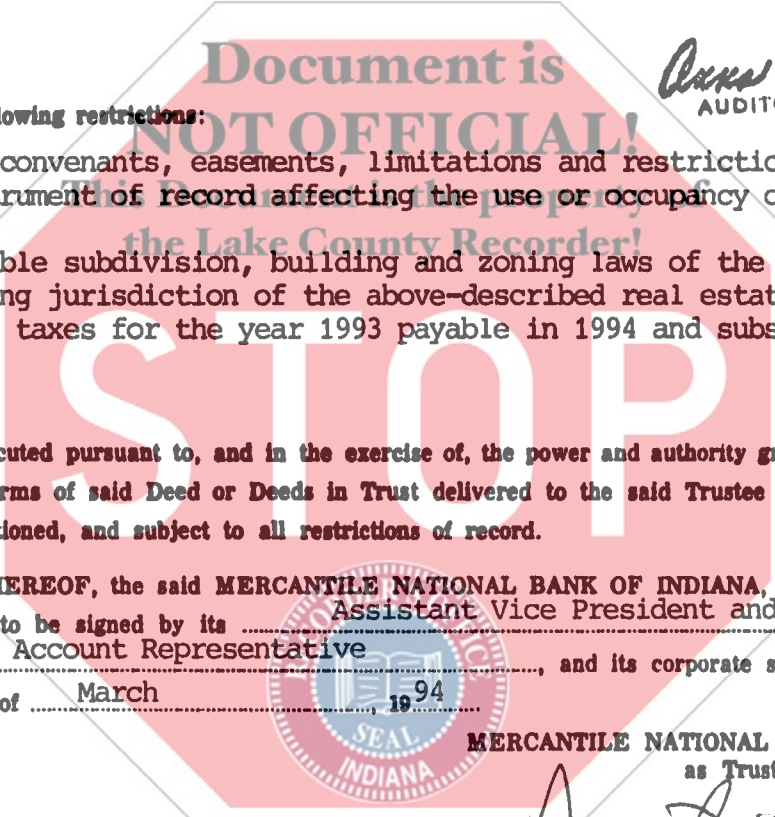 Document is
AUDITO
lowing restrictions:
NOT OFFICIAL!
convenants, easements, limitations and restrictio
This Document is the property of
rument of record affecting the use or occupancy o
the Lake County Recorder!
ble subdivision, building and zoning laws of the
ng jurisdiction of the above-described real estat
taxes for the year 1993 payable in 1994 and subs
STOP
cuted pursuant to, and in the exercise of, the power and authority gr
rms of said Deed or Deeds in Trust delivered to the said Trustee
tioned, and subject to all restrictions of record.
HEREOF, the said MERCANTILE NATIONAL BANK OF INDIANA,
to be signed by its Assistant Vice President and
Account Representative, and its corporate s
of March, 1994
RECORDER'S OFFICE
SEAL
INDIANA
MERCANTILE NATIONAL
as Trust